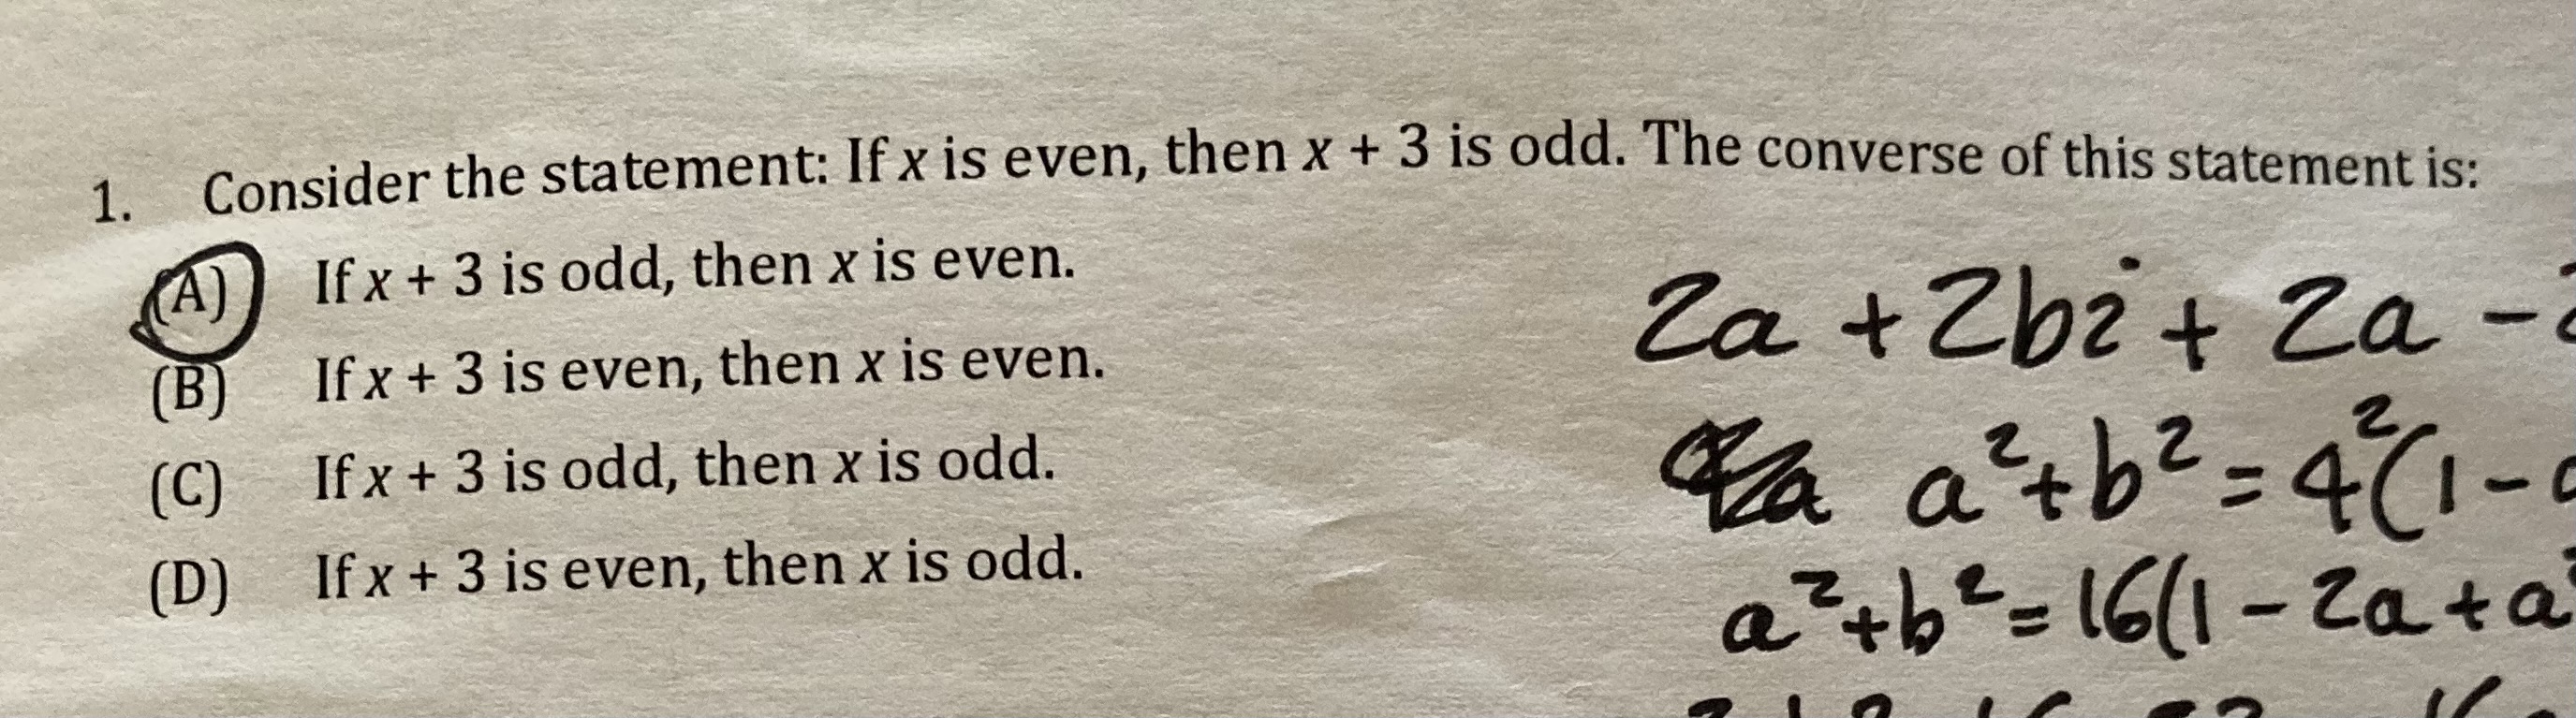 1. Consider the statement: If x is even, then x + 3 is odd. The converse of this statement is:
(A) If x + 3 is odd, then x is even.
(B) If x + 3 is even, then x is even.
(C) If x + 3 is odd, then x is odd.
(D) If x + 3 is even, then x is odd.
2a + 2bi + 2a -
a² + b² = 4²(1 -
a² + b² = 16(1 - 2a + a²